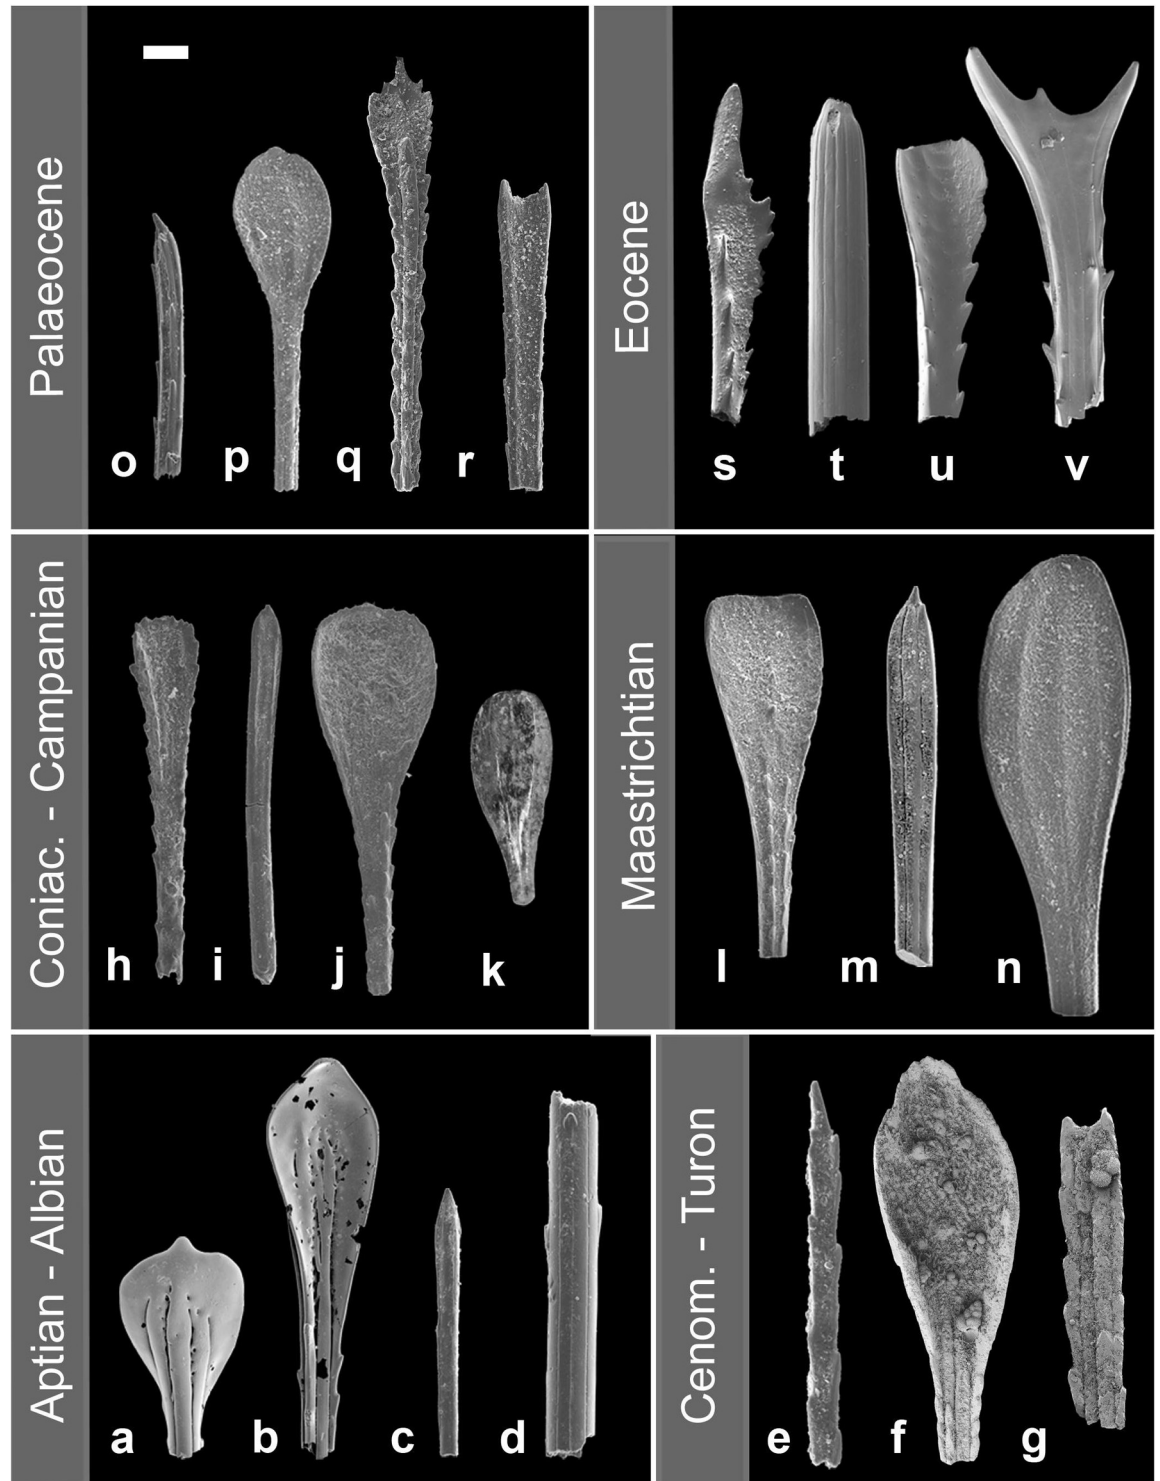 Palaeocene
o
p
q
r
Eocene
s
t
u
v
Coniac. - Campanian
h
i
j
k
Maastrichtian
l
m
n
Aptian - Albian
a
b
c
d
Cenom. - Turon
e
f
g